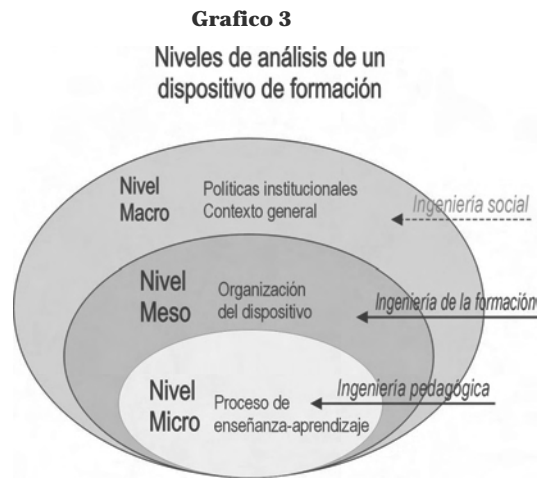 Grafico 3
Niveles de análisis de un
dispositivo de formación
Nivel
Macro
Políticas institucionales
Contexto general
Ingeniería social
Nivel
Meso
Organización
del dispositivo
Ingeniería de la formación
Nivel
Micro
Proceso de
enseñanza-aprendizaje
Ingeniería pedagógica